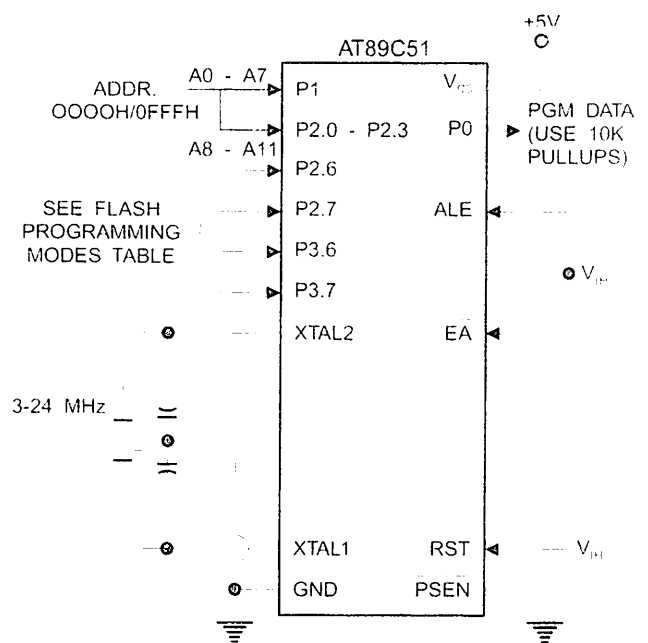 +5V
AT89C51
A0 - A7
ADDR.
OOOOH/0FFFH
P1
P2.0 - P2.3
P0
PGM DATA
(USE 10K
PULLUPS)
A8 - A11
P2.6
SEE FLASH
PROGRAMMING
MODES TABLE
P2.7
ALE
P3.6
P3.7
XTAL2
EA
3-24 MHz
XTAL1
RST
GND
PSEN